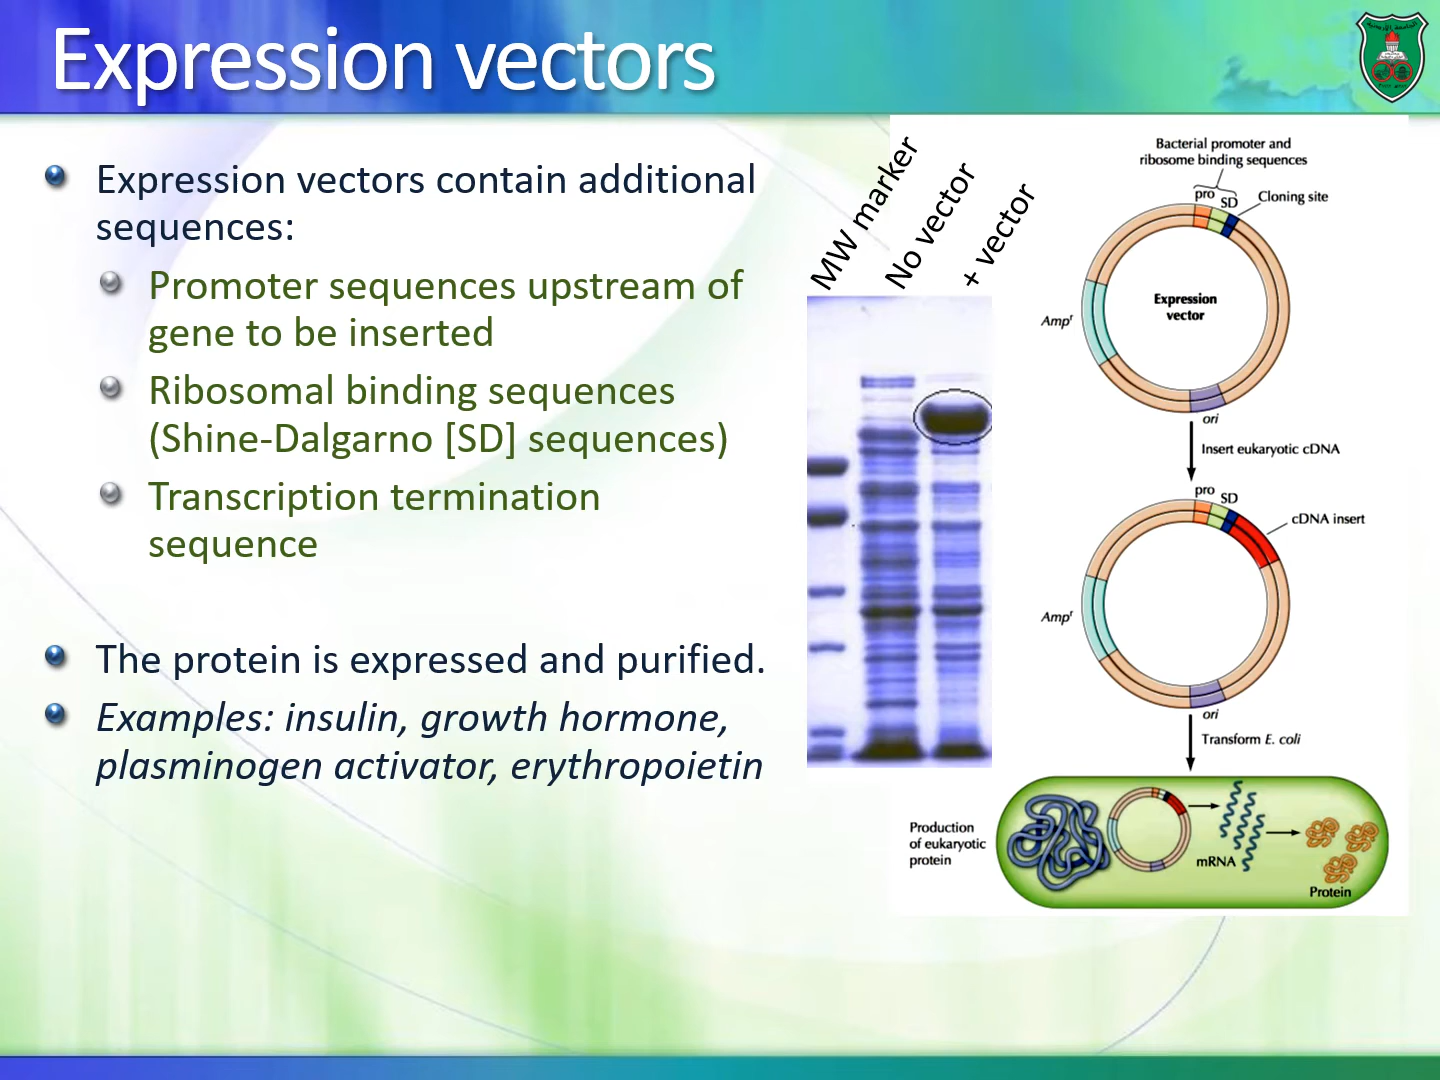 Expression vectors
Expression vectors contain additional
sequences:
Promoter sequences upstream of
gene to be inserted
Ribosomal binding sequences
(Shine-Dalgarno [SD] sequences)
Transcription termination
sequence
The protein is expressed and purified.
Examples: insulin, growth hormone,
plasminogen activator, erythropoietin
MW marker
No vector
+ vector
Bacterial promoter and
ribosome binding sequences
pro
SD
Cloning site
Expression
vector
Ampʳ
ori
Insert eukaryotic cDNA
pro
SD
cDNA insert
Ampʳ
ori
Transform E. coli
Production
of eukaryotic
protein
mRNA
Protein